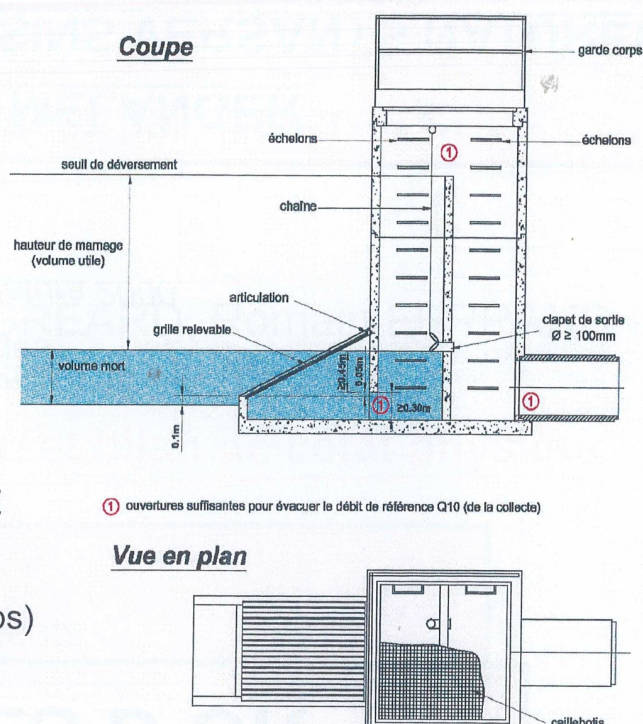 Coupe
garde corps
échelons
①
échelons
seuil de déversement
chaîne
hauteur de marnage
(volume utile)
articulation
grille relevable
clapet de sortie
Ø ≥ 100mm
volume mort
≥0.45m
0.05m
①
≥0.30m
①
0.1m
① ouvertures suffisantes pour évacuer le débit de référence Q10 (de la collecte)
Vue en plan
os)
caillebotis